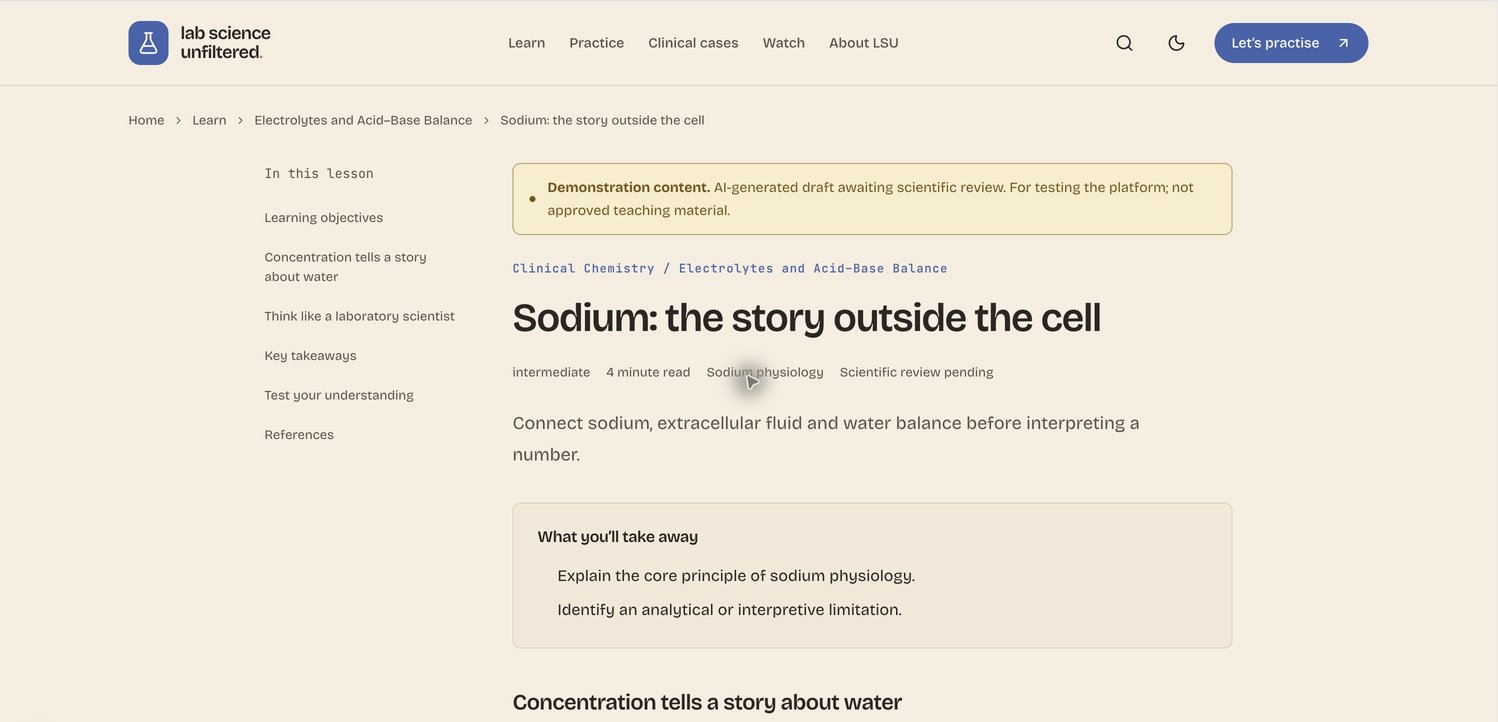 lab science
unfiltered.
Learn
Practice
Clinical cases
Watch
About LSU
Let's practise
Home
Learn
Electrolytes and Acid–Base Balance
Sodium: the story outside the cell
In this lesson
Learning objectives
Concentration tells a story
about water
Think like a laboratory scientist
Key takeaways
Test your understanding
References
Demonstration content. AI-generated draft awaiting scientific review. For testing the platform; not
approved teaching material.
Clinical Chemistry / Electrolytes and Acid–Base Balance
Sodium: the story outside the cell
intermediate
4 minute read
Sodium physiology
Scientific review pending
Connect sodium, extracellular fluid and water balance before interpreting a
number.
What you'll take away
Explain the core principle of sodium physiology.
Identify an analytical or interpretive limitation.
Concentration tells a story about water